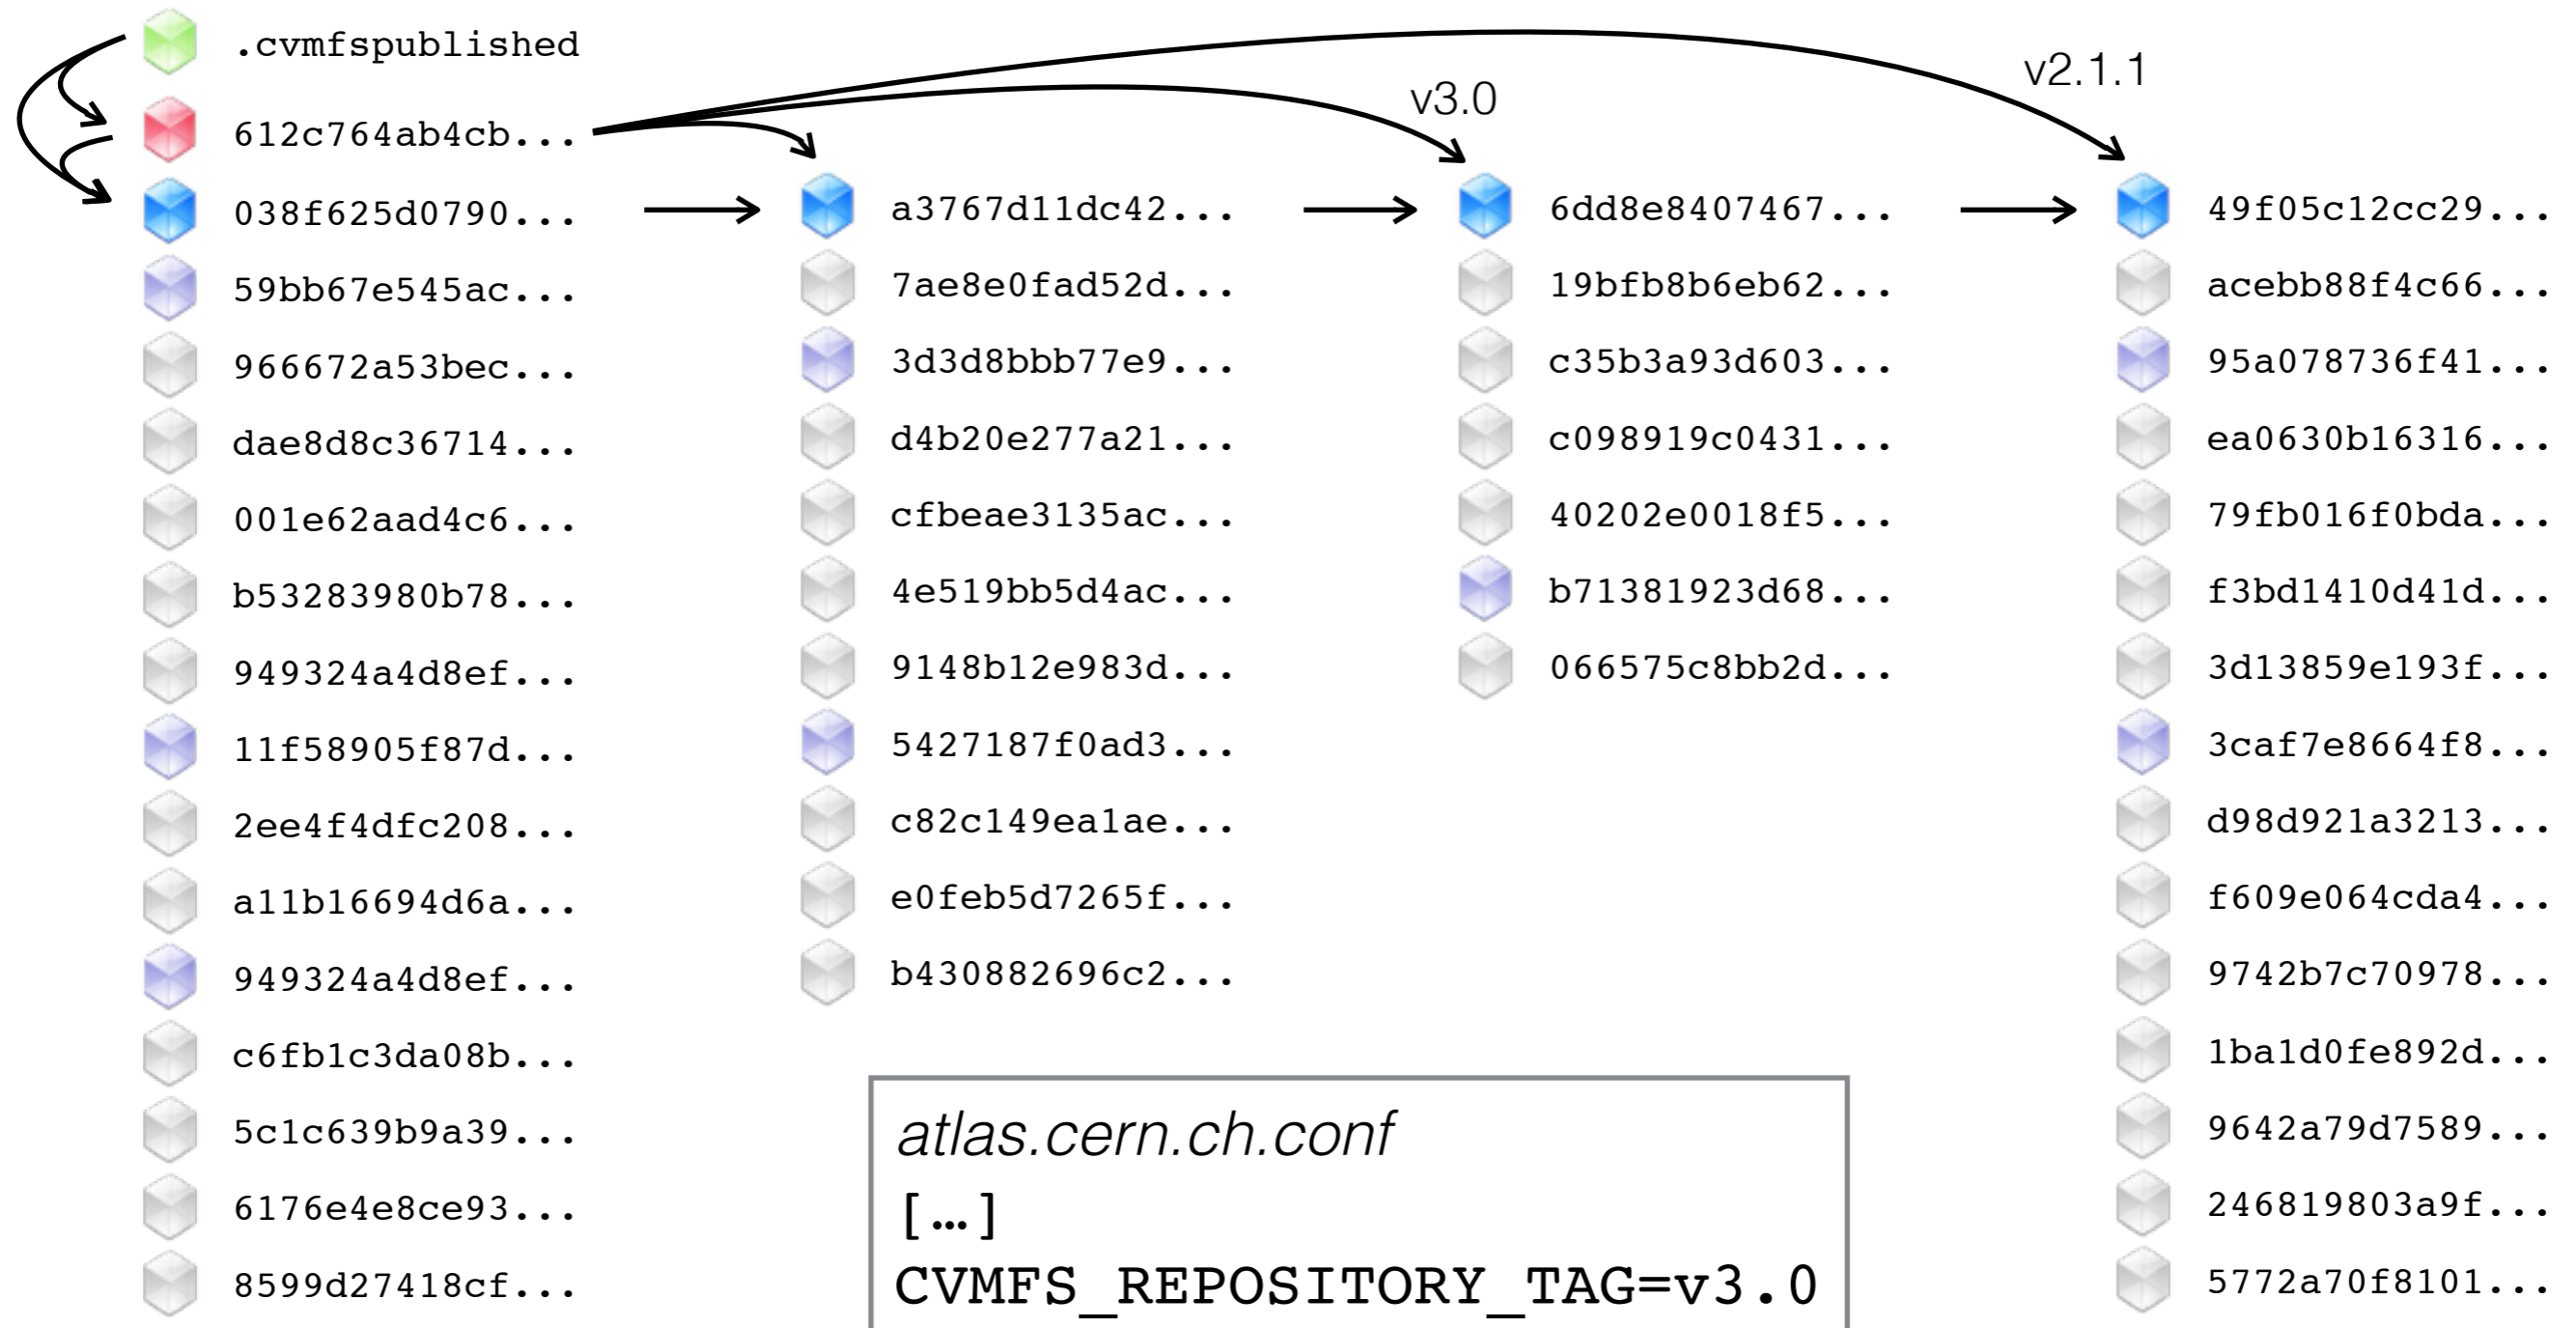 .cvmfspublished
612c764ab4cb...
038f625d0790...
59bb67e545ac...
966672a53bec...
dae8d8c36714...
001e62aad4c6...
b53283980b78...
949324a4d8ef...
11f58905f87d...
2ee4f4dfc208...
a11b16694d6a...
949324a4d8ef...
c6fb1c3da08b...
5c1c639b9a39...
6176e4e8ce93...
8599d27418cf...
a3767d11dc42...
7ae8e0fad52d...
3d3d8bbb77e9...
d4b20e277a21...
cfbeae3135ac...
4e519bb5d4ac...
9148b12e983d...
5427187f0ad3...
c82c149ea1ae...
e0feb5d7265f...
b430882696c2...
v3.0
6dd8e8407467...
19bfb8b6eb62...
c35b3a93d603...
c098919c0431...
40202e0018f5...
b71381923d68...
066575c8bb2d...
v2.1.1
49f05c12cc29...
acebb88f4c66...
95a078736f41...
ea0630b16316...
79fb016f0bda...
f3bd1410d41d...
3d13859e193f...
3caf7e8664f8...
d98d921a3213...
f609e064cda4...
9742b7c70978...
1ba1d0fe892d...
9642a79d7589...
246819803a9f...
5772a70f8101...
atlas.cern.ch.conf
[…]
CVMFS_REPOSITORY_TAG=v3.0